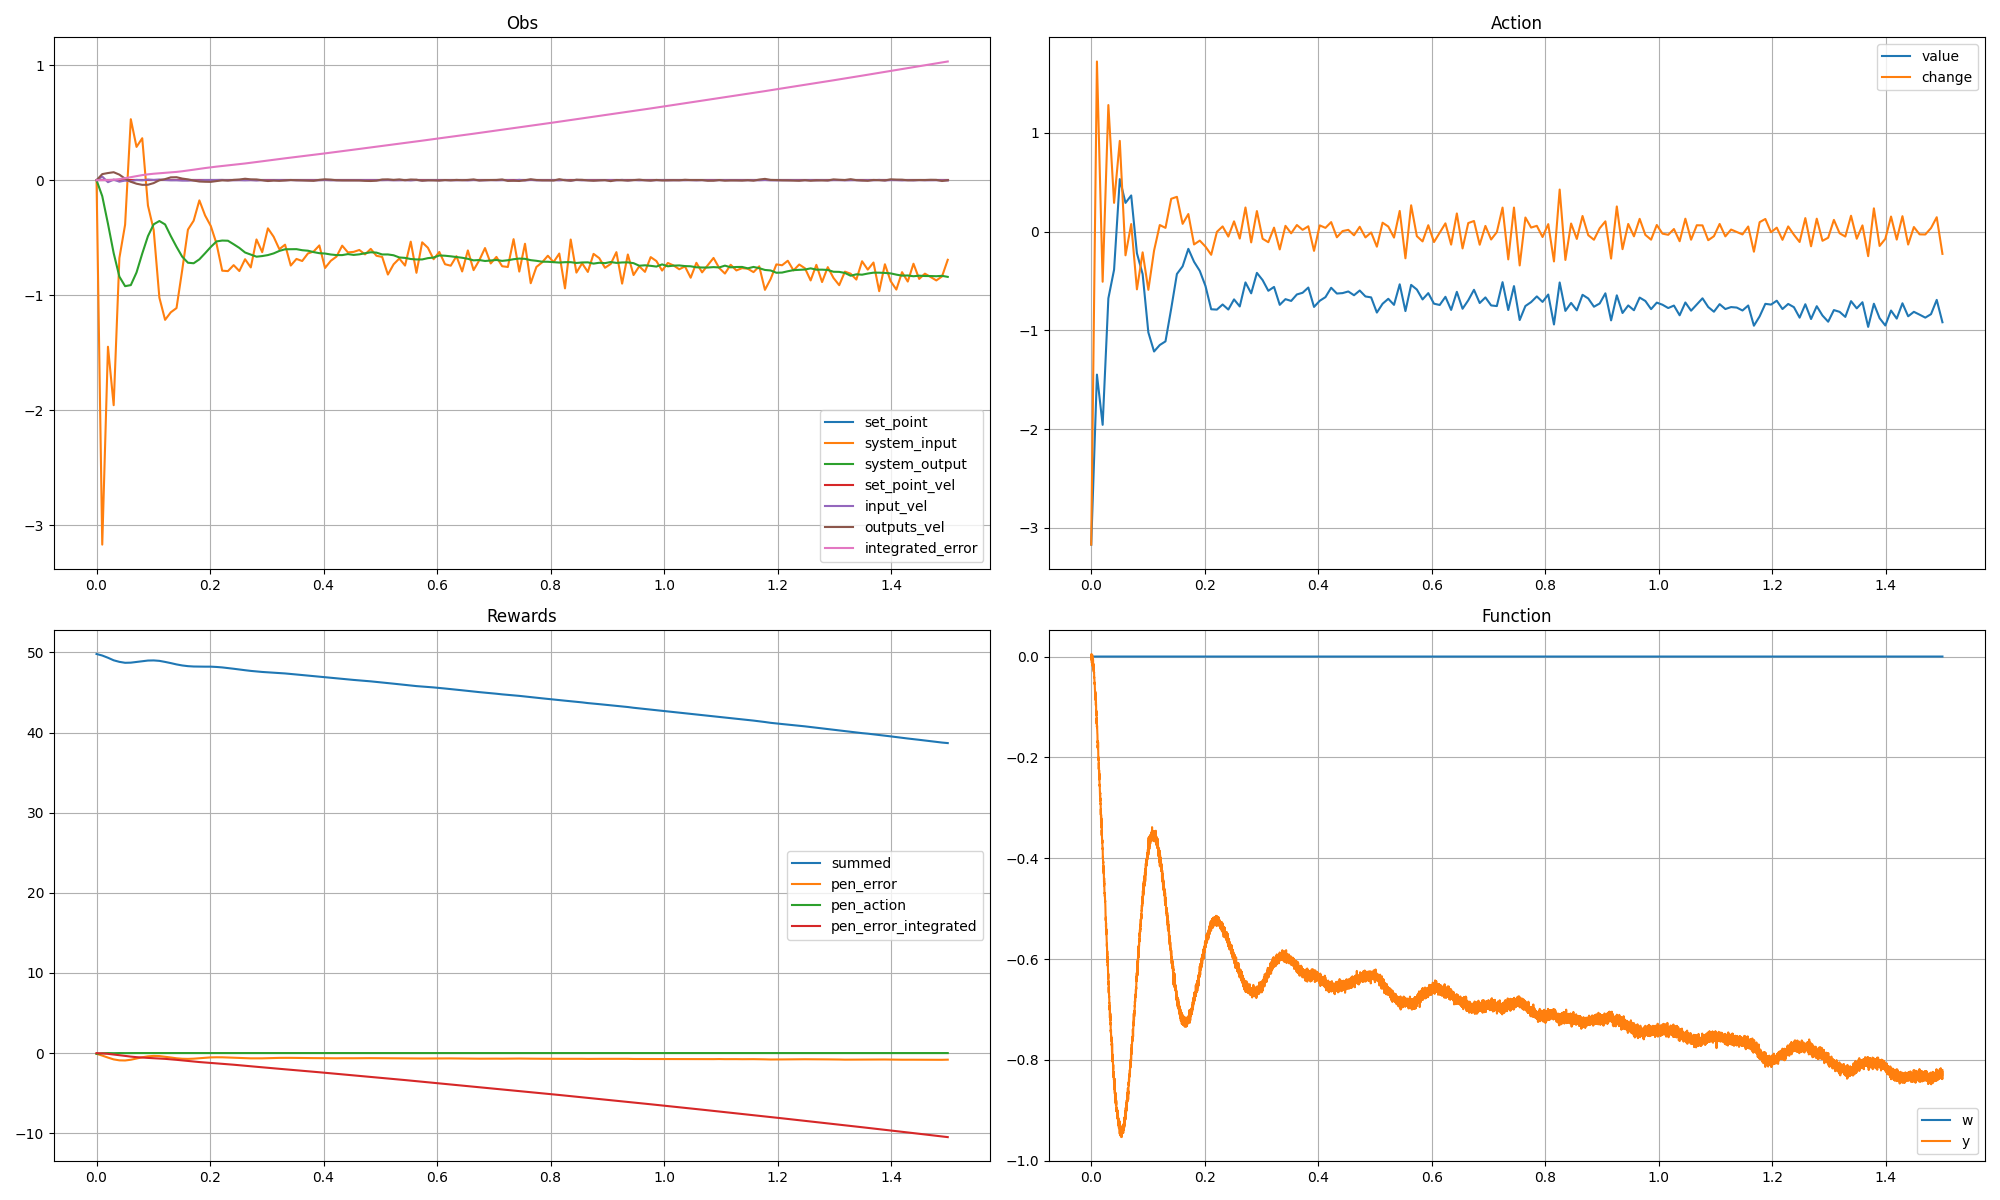 Obs
1
0
−1
−2
−3
0.0 0.2 0.4 0.6 0.8 1.0 1.2 1.4
set_point
system_input
system_output
set_point_vel
input_vel
outputs_vel
integrated_error
Action
1
0
−1
−2
−3
0.0 0.2 0.4 0.6 0.8 1.0 1.2 1.4
value
change
Rewards
50
40
30
20
10
0
−10
0.0 0.2 0.4 0.6 0.8 1.0 1.2 1.4
summed
pen_error
pen_action
pen_error_integrated
Function
0.0
−0.2
−0.4
−0.6
−0.8
−1.0
0.0 0.2 0.4 0.6 0.8 1.0 1.2 1.4
w
y